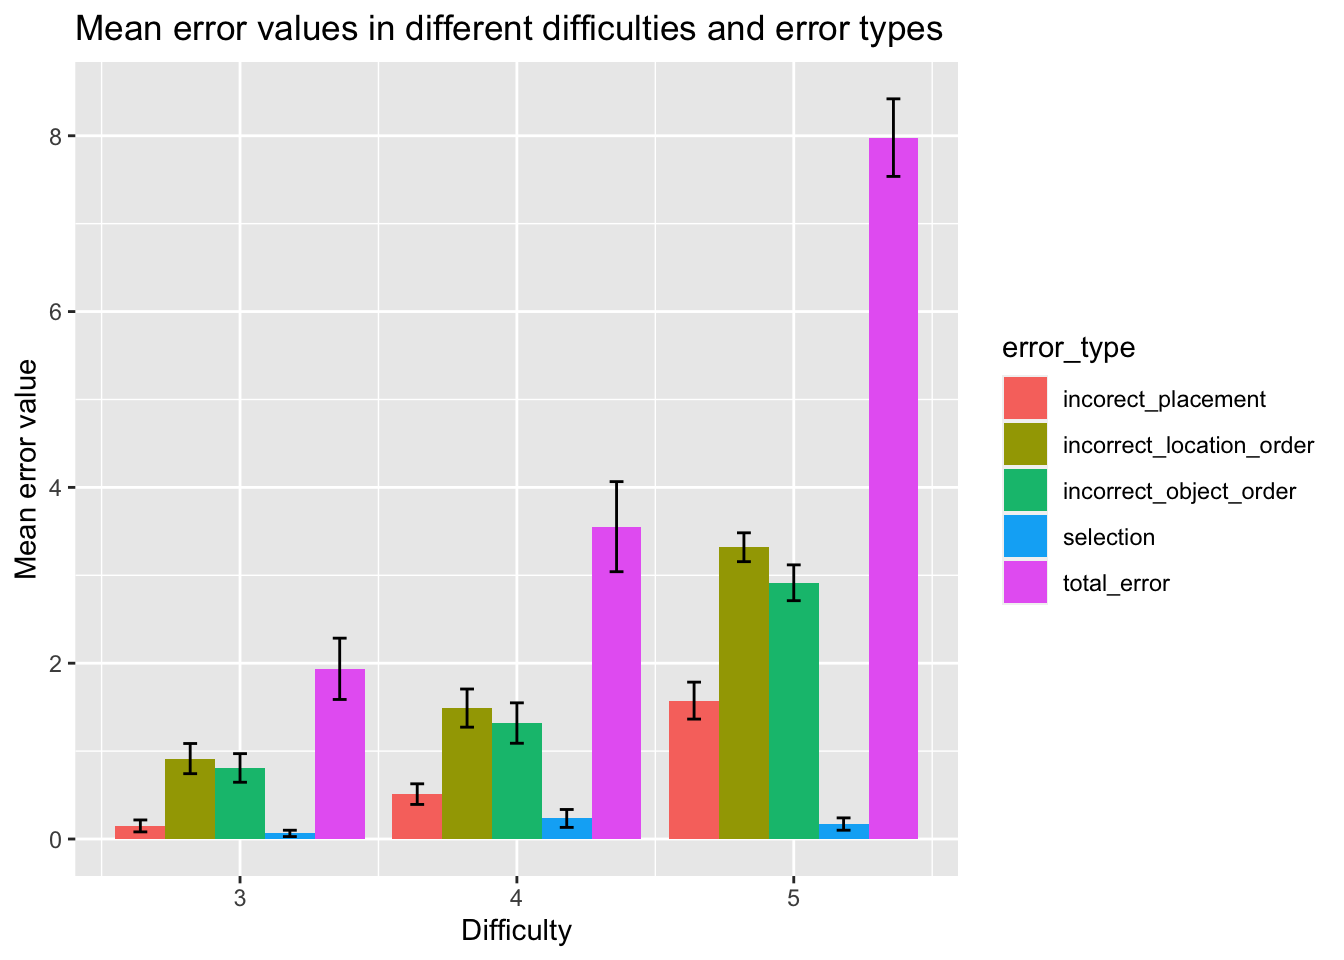 Mean error values in different difficulties and error types
Mean error value
8
6
4
2
0
3 4 5
Difficulty
error_type
incorect_placement
incorrect_location_order
incorrect_object_order
selection
total_error